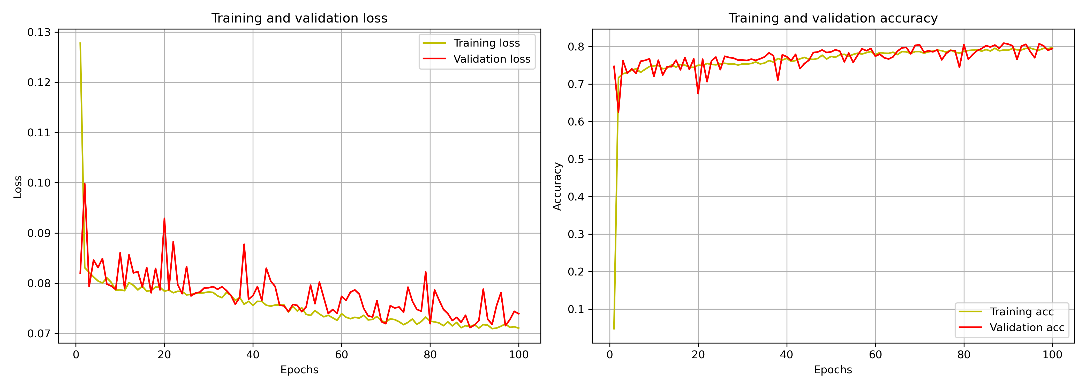 Training and validation loss
0.13
0.12
0.11
0.10
0.09
0.08
0.07
Loss
0
20
40
60
80
100
Epochs
Training loss
Validation loss
Training and validation accuracy
0.8
0.7
0.6
0.5
0.4
0.3
0.2
0.1
Accuracy
0
20
40
60
80
100
Epochs
Training acc
Validation acc